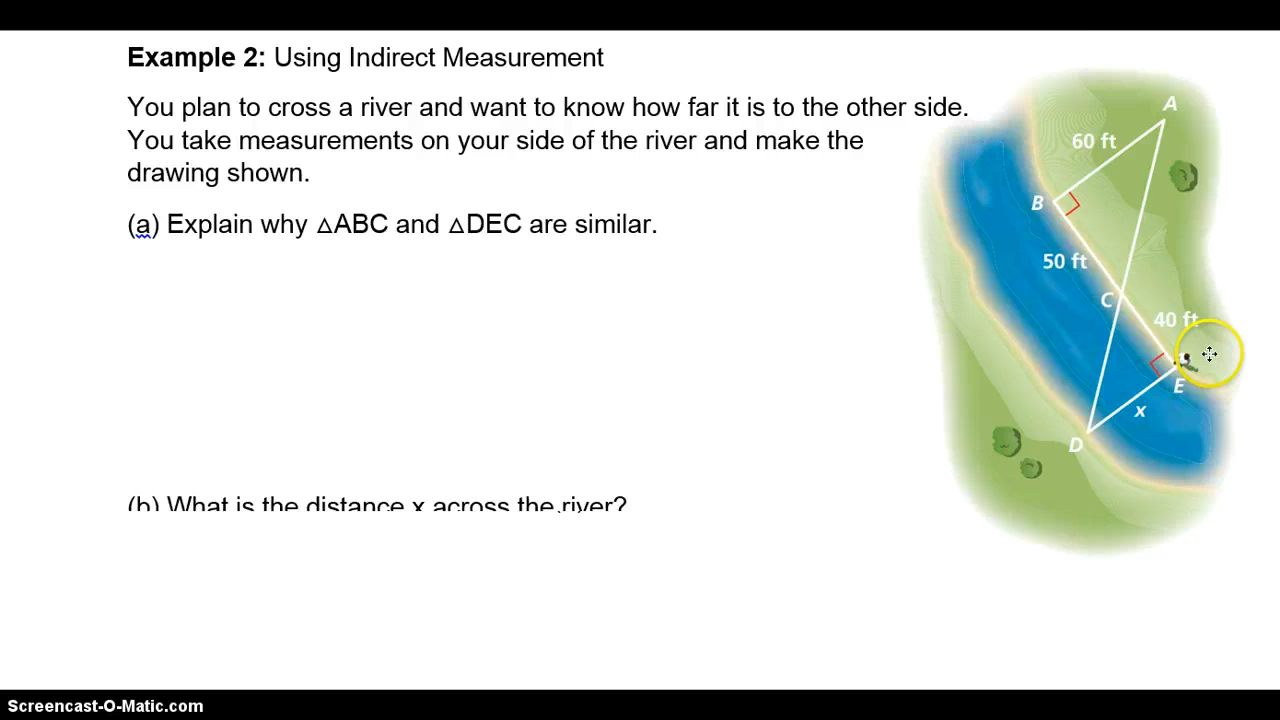 Example 2: Using Indirect Measurement
You plan to cross a river and want to know how far it is to the other side.
You take measurements on your side of the river and make the
drawing shown.
(a) Explain why △ABC and △DEC are similar.
(b) What is the distance x across the river?
A
60 ft
B
50 ft
C
40 ft
E
x
D
Screencast-O-Matic.com